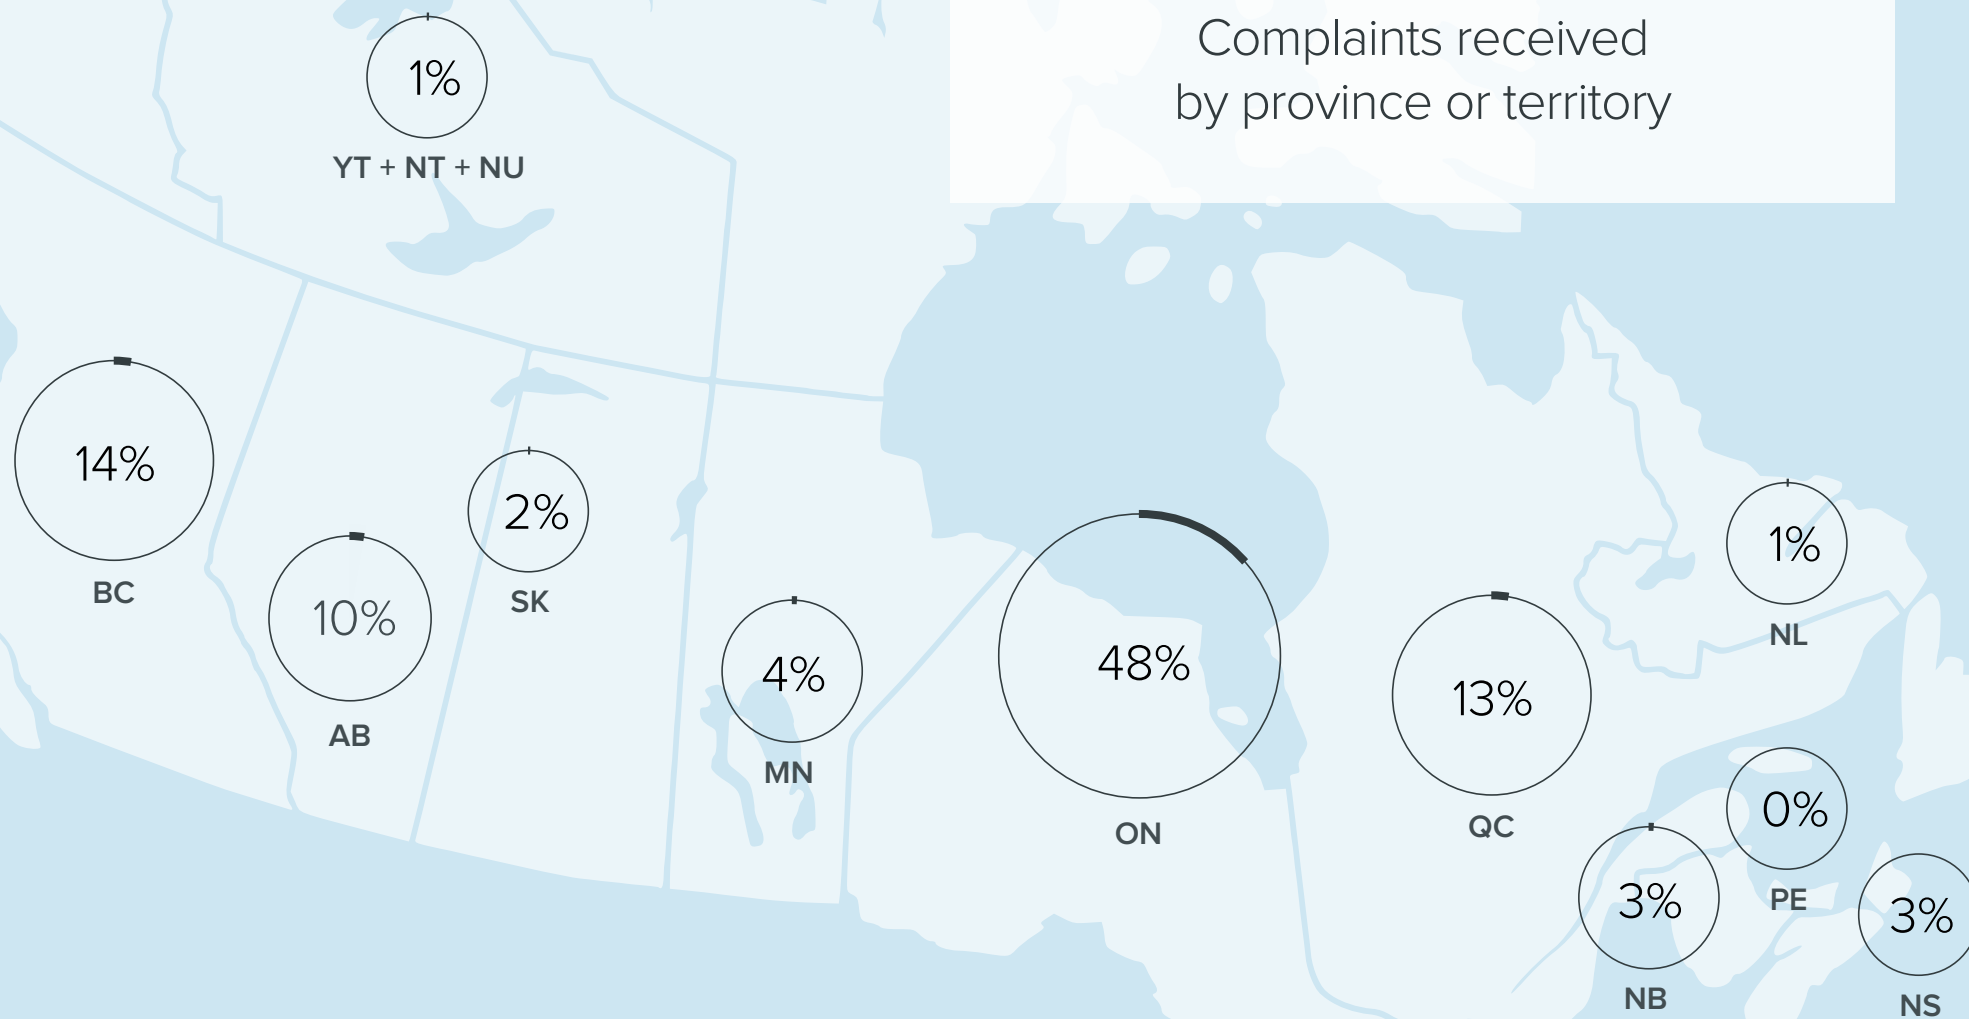 Complaints received
by province or territory
1%
YT + NT + NU
14%
BC
10%
AB
2%
SK
4%
MN
48%
ON
13%
QC
1%
NL
0%
PE
3%
NB
3%
NS